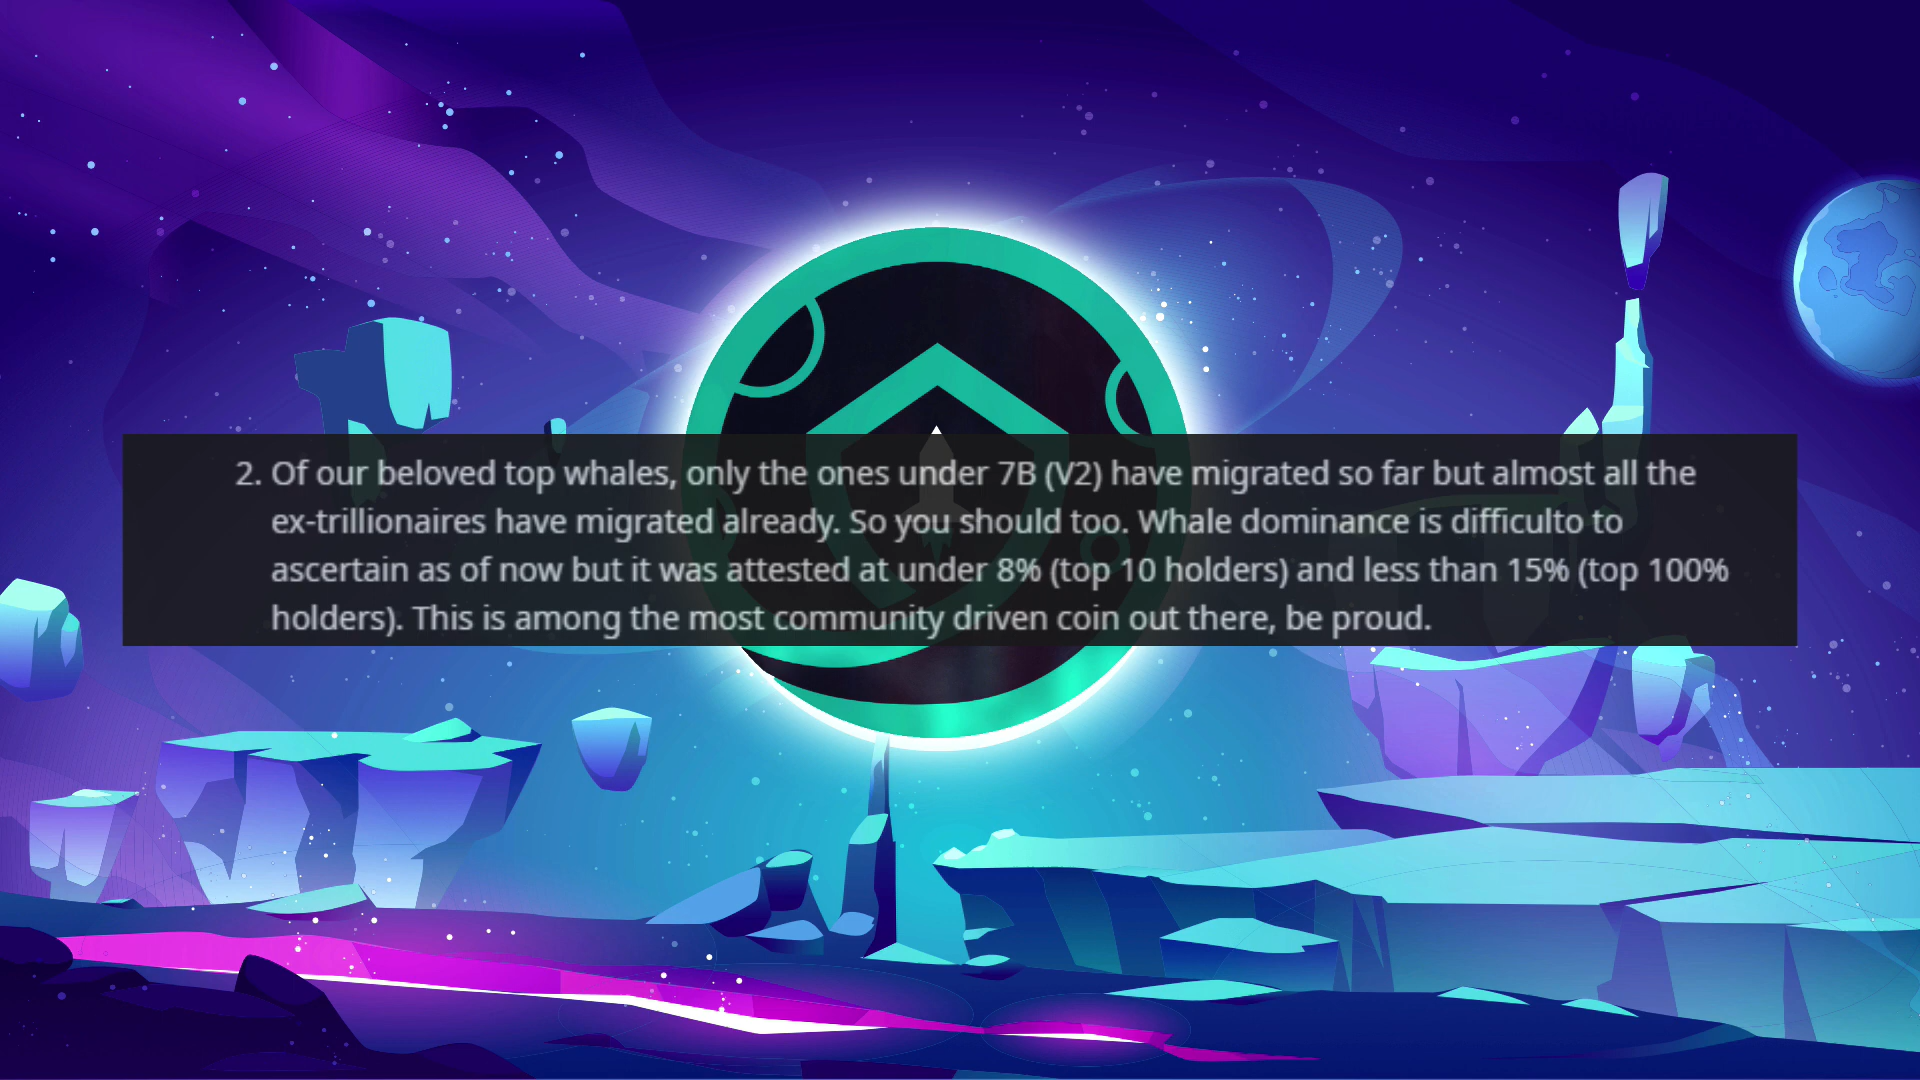 2. Of our beloved top whales, only the ones under 7B (V2) have migrated so far but almost all the
ex-trillionaires have migrated already. So you should too. Whale dominance is difficulto to
ascertain as of now but it was attested at under 8% (top 10 holders) and less than 15% (top 100%
holders). This is among the most community driven coin out there, be proud.